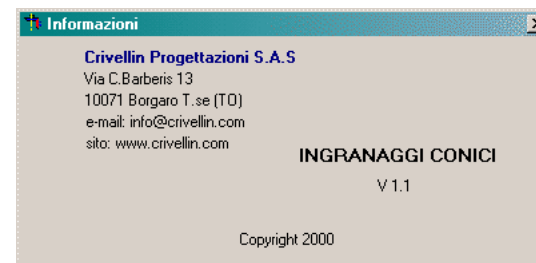 Informazioni
Crivellin Progettazioni S.A.S
Via C.Barberis 13
10071 Borgaro T.se (TO)
e-mail: info@crivellin.com
sito: www.crivellin.com
INGRANAGGI CONICI
V 1.1
Copyright 2000